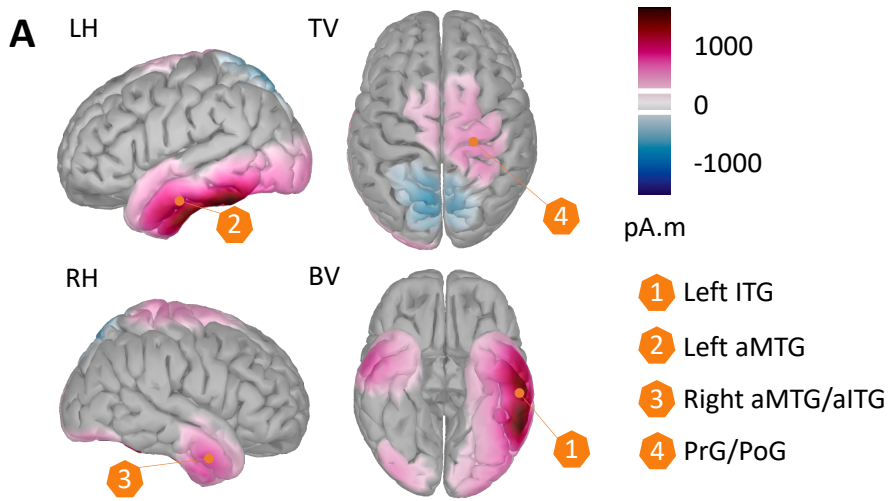 A
LH
TV
1000
0
-1000
pA.m
2
4
RH
BV
3
1
1 Left ITG
2 Left aMTG
3 Right aMTG/aITG
4 PrG/PoG